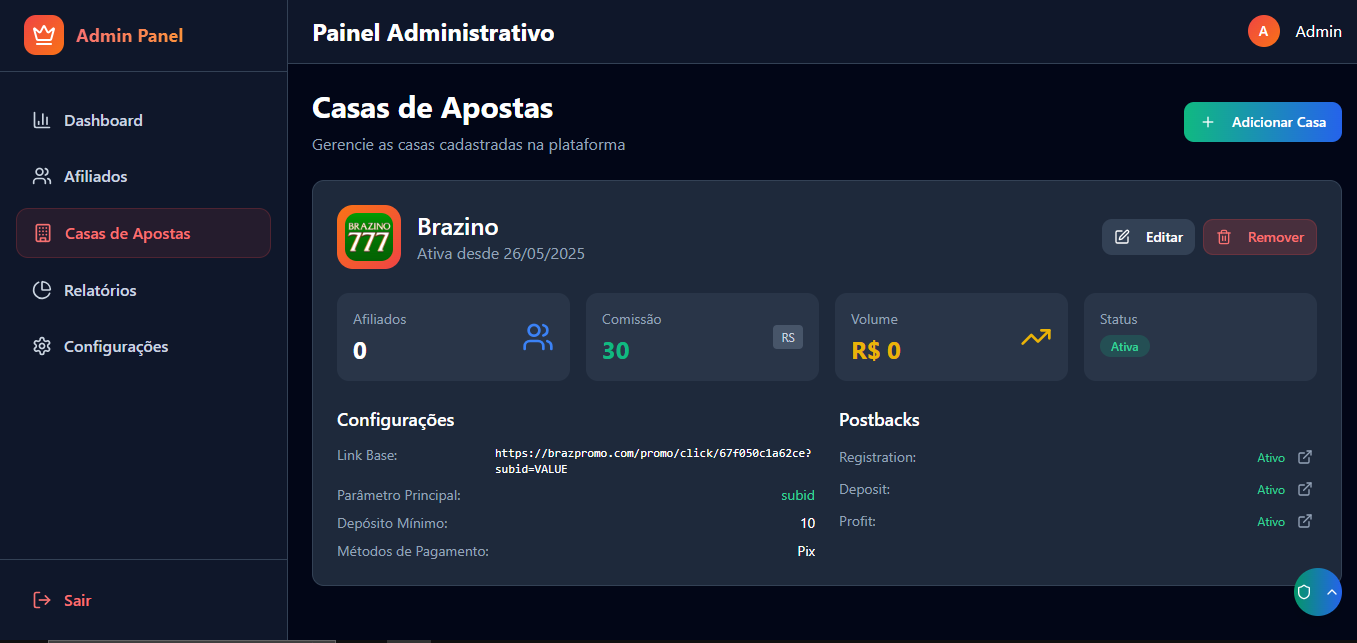 Admin Panel
Painel Administrativo
A
Admin
Dashboard
Afiliados
Casas de Apostas
Relatórios
Configurações
Sair
Casas de Apostas
Gerencie as casas cadastradas na plataforma
+ Adicionar Casa
BRAZINO
777
Brazino
Ativa desde 26/05/2025
Editar
Remover
Afiliados
0
Comissão
30
RS
Volume
R$ 0
Status
Ativa
Configurações
Link Base:
https://brazpromo.com/promo/click/67f050c1a62ce?
subid=VALUE
Parâmetro Principal: subid
Depósito Mínimo: 10
Métodos de Pagamento: Pix
Postbacks
Registration: Ativo
Deposit: Ativo
Profit: Ativo